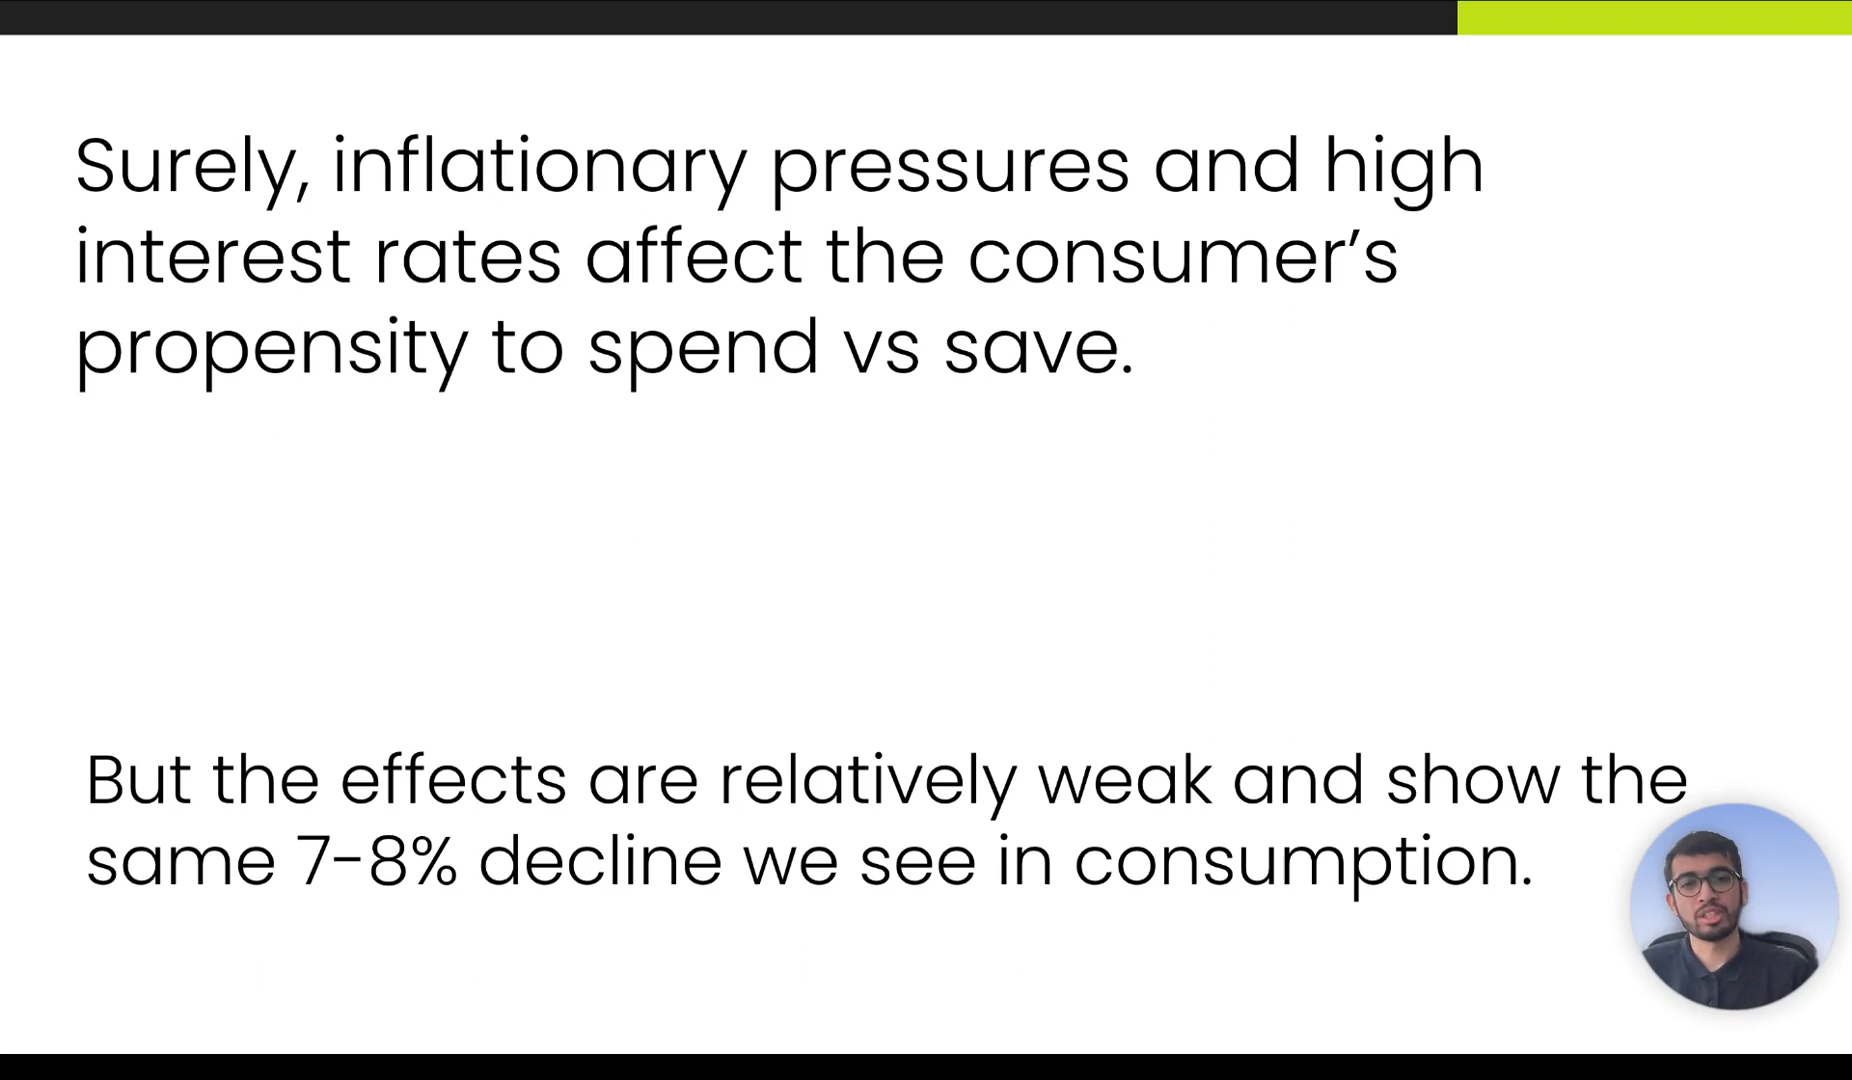 Surely, inflationary pressures and high
interest rates affect the consumer’s
propensity to spend vs save.
But the effects are relatively weak and show the
same 7-8% decline we see in consumption.